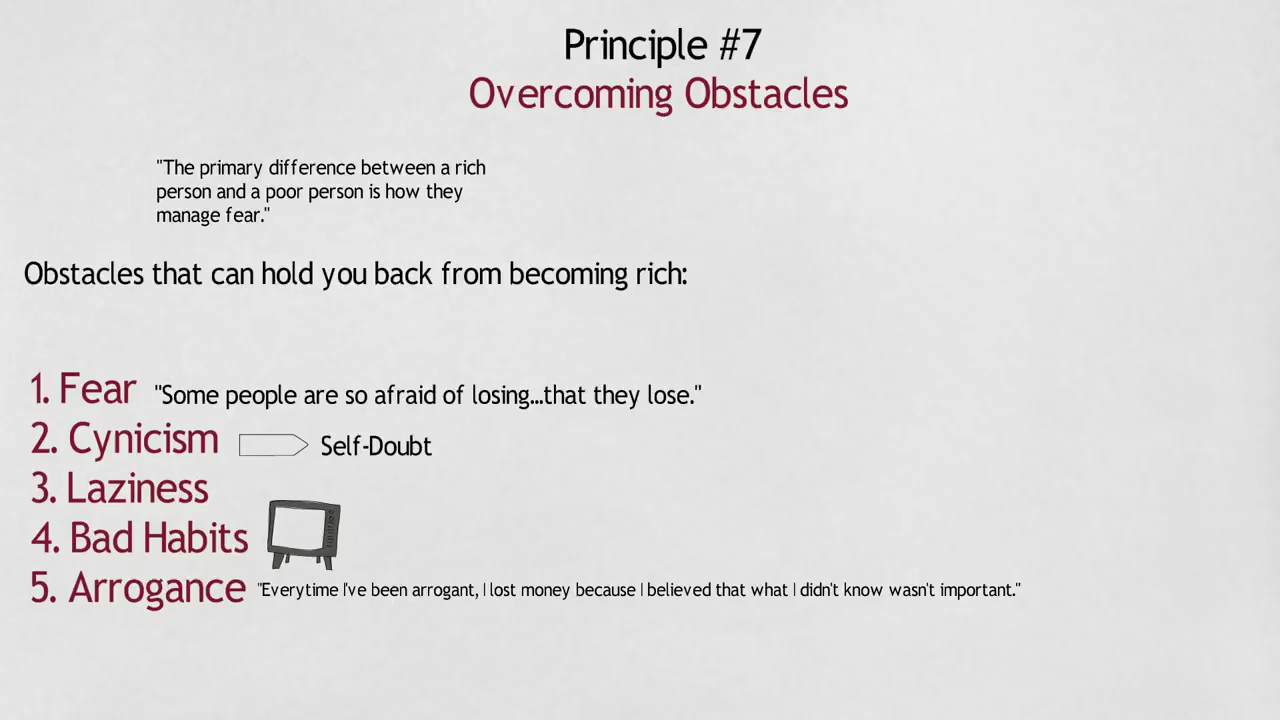 Principle #7
Overcoming Obstacles
"The primary difference between a rich
person and a poor person is how they
manage fear."
Obstacles that can hold you back from becoming rich:
1. Fear "Some people are so afraid of losing...that they lose."
2. Cynicism Self-Doubt
3. Laziness
4. Bad Habits
5. Arrogance "Everytime I've been arrogant, I lost money because I believed that what I didn't know wasn't important."